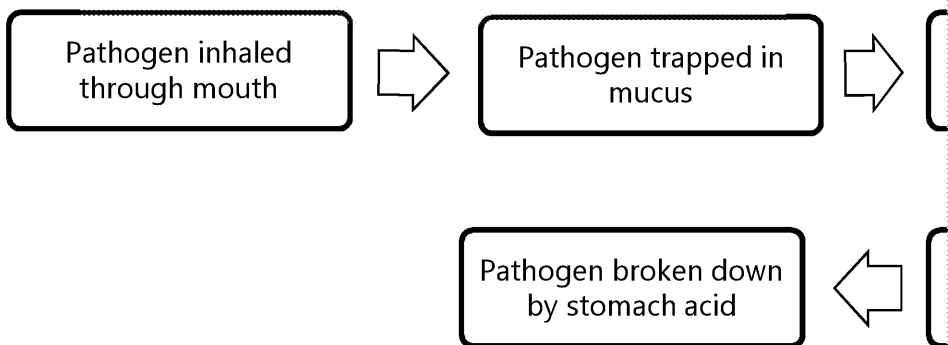 Pathogen inhaled
through mouth
Pathogen trapped in
mucus
Pathogen broken down
by stomach acid